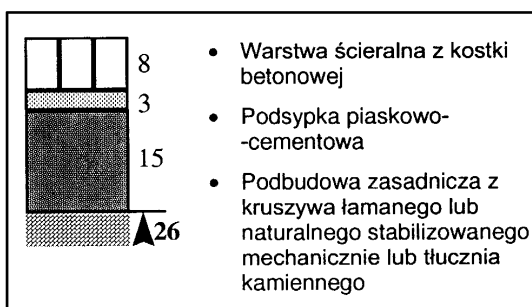 8
3
15
26
• Warstwa ścieralna z kostki
betonowej
• Podsypka piaskowo-
-cementowa
• Podbudowa zasadnicza z
kruszywa łamanego lub
naturalnego stabilizowanego
mechanicznie lub tłucznia
kamiennego